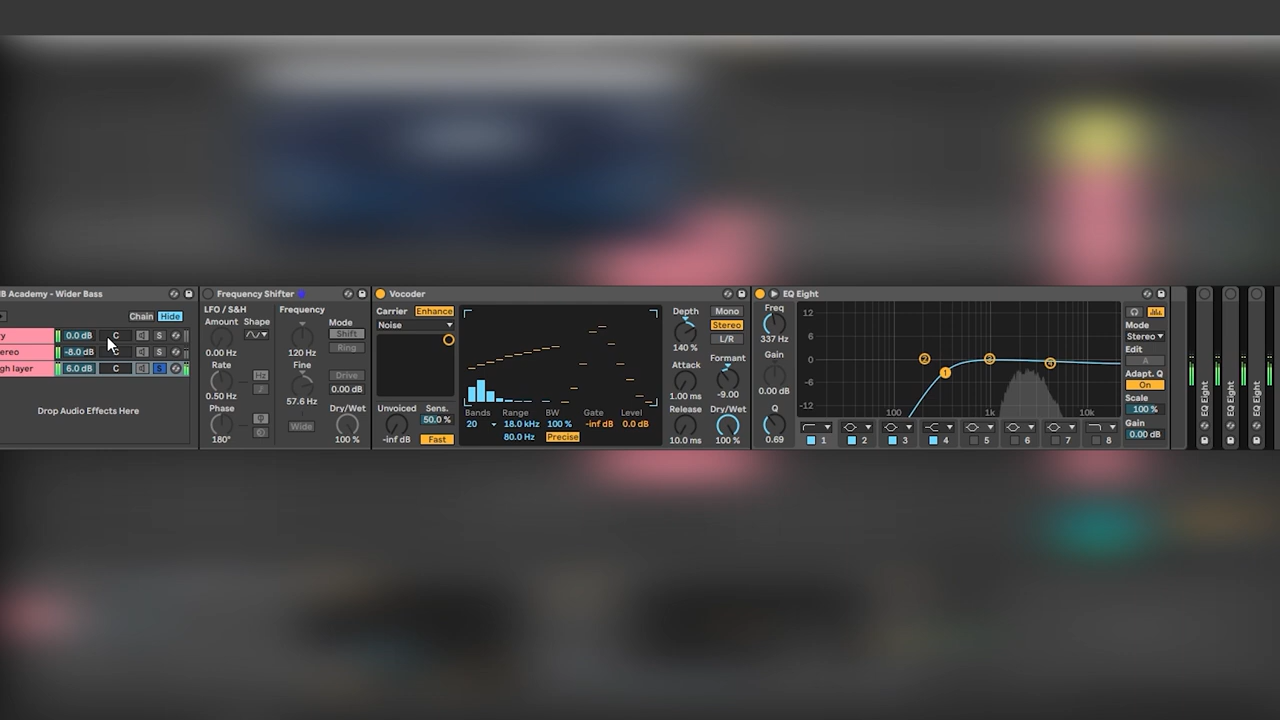 B Academy - Wider Bass
Chain Hide
y 0.0 dB C S
ereo -8.0 dB C S
gh layer 6.0 dB C S
Drop Audio Effects Here
Frequency Shifter
LFO / S&H
Amount Shape
0.00 Hz
Rate
Hz
0.50 Hz
Phase
180°
Frequency
120 Hz
Fine
57.6 Hz
Wide
Mode
Shift
Ring
Drive
0.00 dB
Dry/Wet
100 %
Vocoder
Carrier Enhance
Noise
Unvoiced Sens.
50.0 %
-inf dB Fast
Bands Range BW Gate Level
20 18.0 kHz 100 % -inf dB 0.0 dB
80.0 Hz Precise
Depth
140 %
Attack
1.00 ms
Release
10.0 ms
Mono
Stereo
L/R
Formant
-9.00
Dry/Wet
100 %
EQ Eight
Freq
337 Hz
Gain
0.00 dB
Q
0.69
12
6
0
-6
-12
100 1k 10k
1 2 3 4
1 2 3 4 5 6 7 8
Mode
Stereo
Edit
A
Adapt. Q
On
Scale
100 %
Gain
0.00 dB
EQ Eight
EQ Eight
EQ Eight